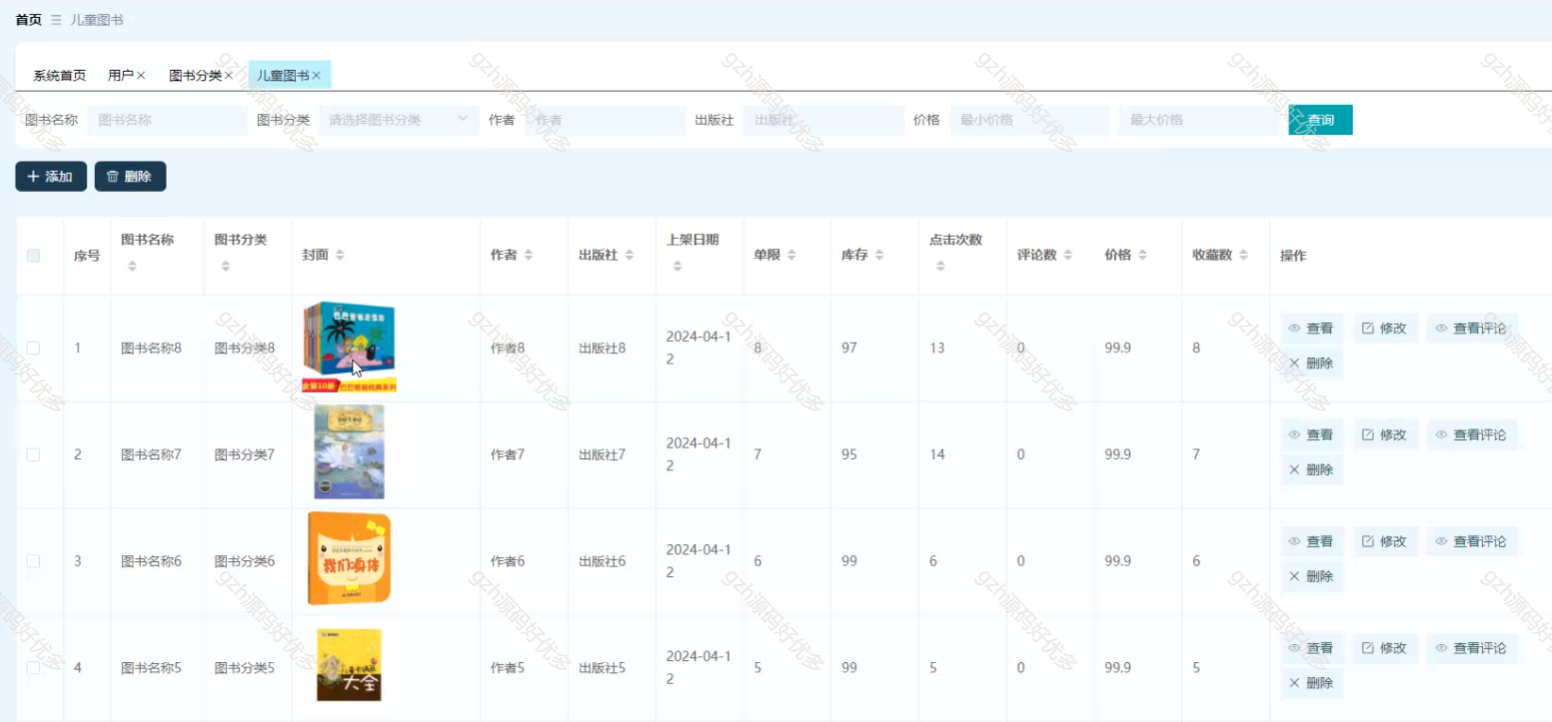 首页 儿童图书
系统首页 用户 图书分类 儿童图书
图书名称 图书名称 图书分类 请选择图书分类 作者 作者 出版社 出版社 价格 最小价格 最大价格 查询
添加 删除
序号 图书名称 图书分类 封面 作者 出版社 上架日期 单限 库存 点击次数 评论数 价格 收藏数 操作
1 图书名称8 图书分类8 作者8 出版社8 2024-04-1
2
8 97 13 0 99.9 8 查看 修改 查看评论
删除
2 图书名称7 图书分类7 作者7 出版社7 2024-04-1
2
7 95 14 0 99.9 7 查看 修改 查看评论
删除
我们的身体
3 图书名称6 图书分类6 作者6 出版社6 2024-04-1
2
6 99 6 0 99.9 6 查看 修改 查看评论
删除
大全
4 图书名称5 图书分类5 作者5 出版社5 2024-04-1
2
5 99 5 0 99.9 5 查看 修改 查看评论
删除
gzh源码好优多